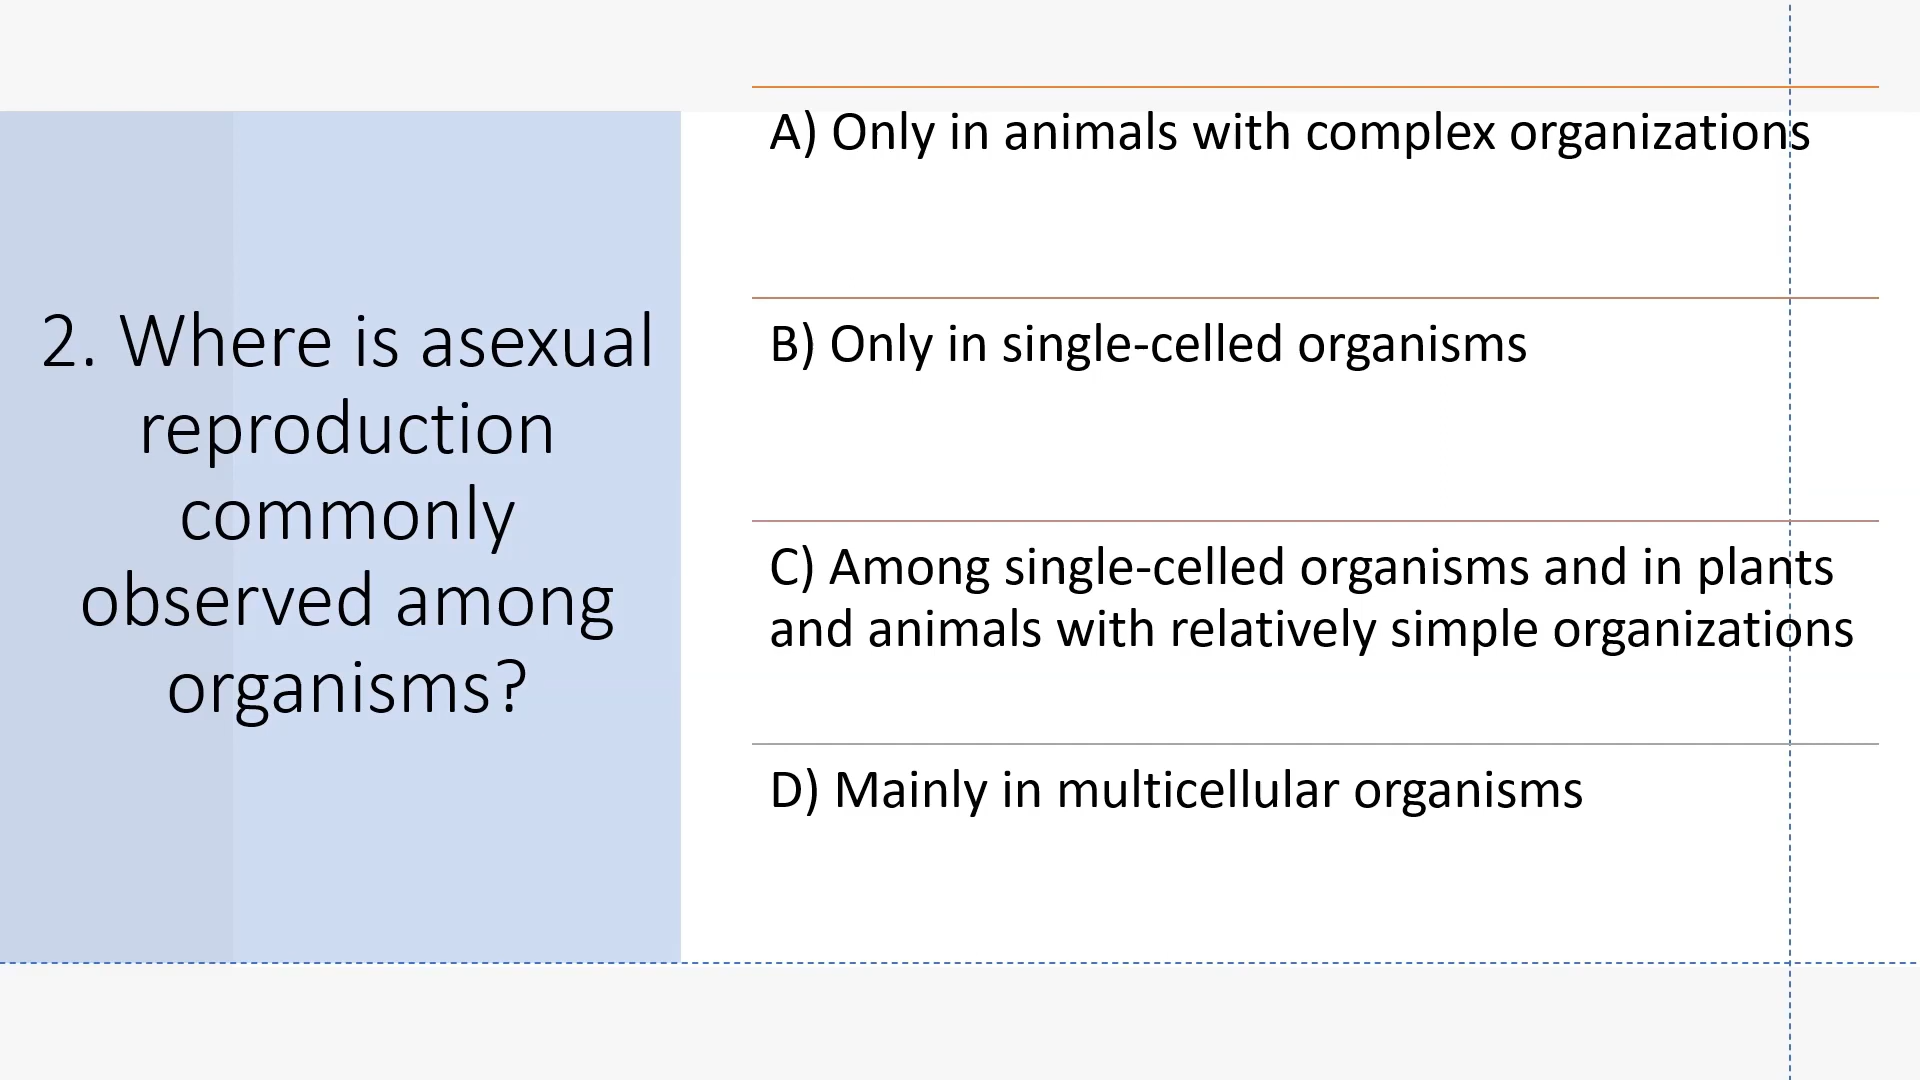 2. Where is asexual
reproduction
commonly
observed among
organisms?
A) Only in animals with complex organizations
B) Only in single-celled organisms
C) Among single-celled organisms and in plants
and animals with relatively simple organizations
D) Mainly in multicellular organisms